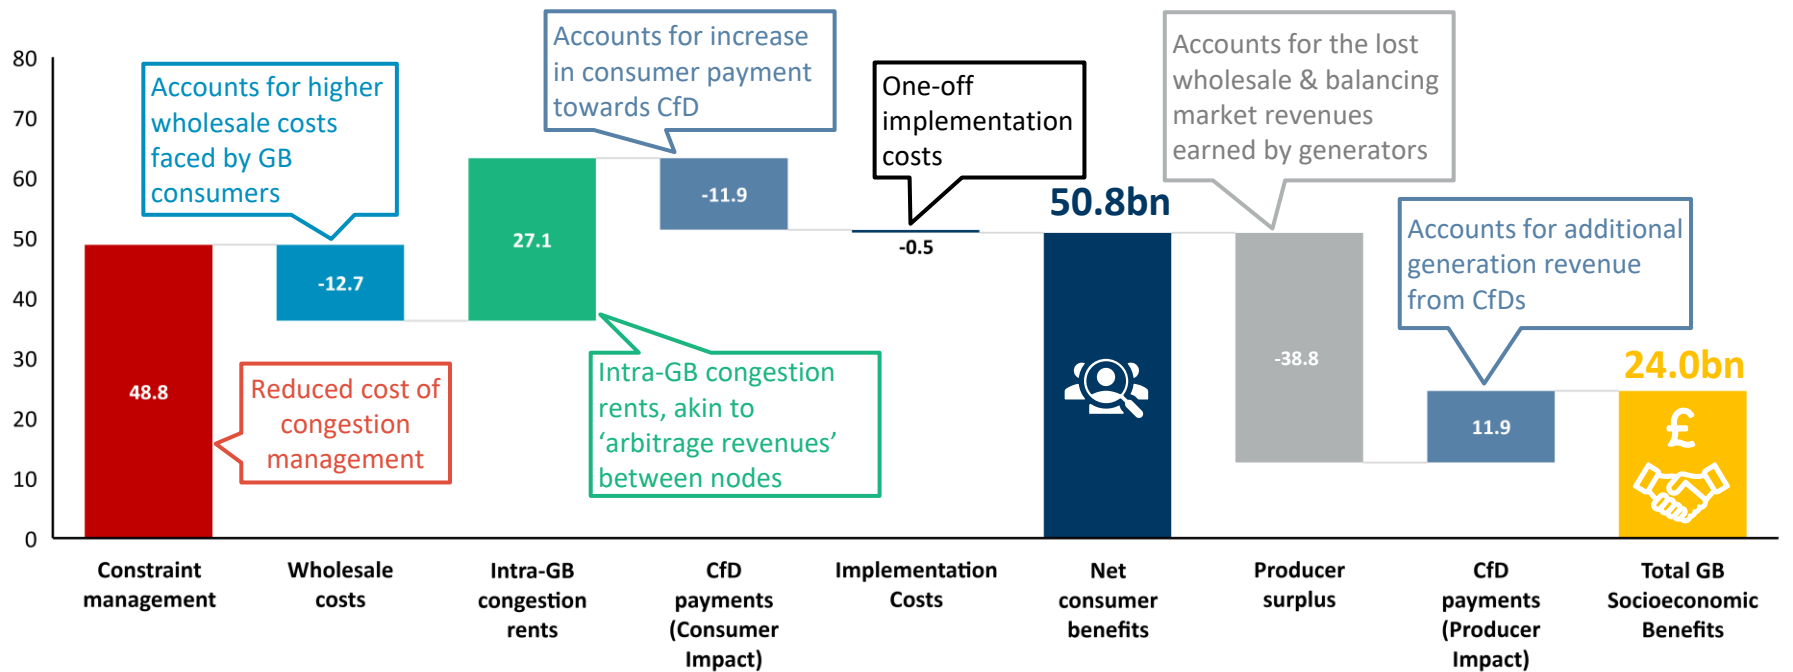 80
70
60
50
40
30
20
10
0
Accounts for higher
wholesale costs
faced by GB
consumers
Accounts for increase
in consumer payment
towards CfD
One-off
implementation
costs
Accounts for the lost
wholesale & balancing
market revenues
earned by generators
Accounts for additional
generation revenue
from CfDs
Reduced cost of
congestion
management
Intra-GB congestion
rents, akin to
‘arbitrage revenues’
between nodes
48.8
-12.7
27.1
-11.9
-0.5
50.8bn
-38.8
11.9
24.0bn
£
Constraint
management
Wholesale
costs
Intra-GB
congestion
rents
CfD
payments
(Consumer
Impact)
Implementation
Costs
Net
consumer
benefits
Producer
surplus
CfD
payments
(Producer
Impact)
Total GB
Socioeconomic
Benefits